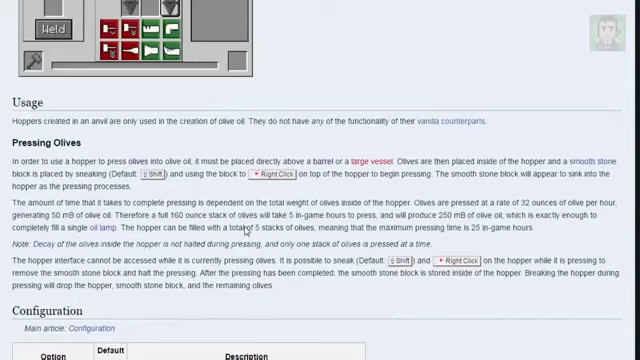 Weld
Usage
Hoppers created in an anvil are only used in the creation of olive oil. They do not have any of the functionality of their vanilla counterparts.
Pressing Olives
In order to use a hopper to press olives into olive oil, it must be placed directly above a barrel or a large vessel. Olives are then placed inside of the hopper and a smooth stone
block is placed by sneaking (Default: ⇧Shift ) and using the block to Right Click on top of the hopper to begin pressing. The smooth stone block will appear to sink into the
hopper as the pressing processes.
The amount of time that it takes to complete pressing is dependent on the total weight of olives inside of the hopper. Olives are pressed at a rate of 32 ounces of olive per hour,
generating 50 mB of olive oil. Therefore a full 160 ounce stack of olives will take 5 in-game hours to press, and will produce 250 mB of olive oil, which is exactly enough to
completely fill a single oil lamp. The hopper can be filled with a total of 5 stacks of olives, meaning that the maximum pressing time is 25 in-game hours.
Note: Decay of the olives inside the hopper is not halted during pressing, and only one stack of olives is pressed at a time.
The hopper interface cannot be accessed while it is currently pressing olives. It is possible to sneak (Default: ⇧Shift ) and Right Click on the hopper while it is pressing to
remove the smooth stone block and halt the pressing. After the pressing has been completed, the smooth stone block is stored inside of the hopper. Breaking the hopper during
pressing will drop the hopper, smooth stone block, and the remaining olives.
Configuration
Main article: Configuration
Option Default Description